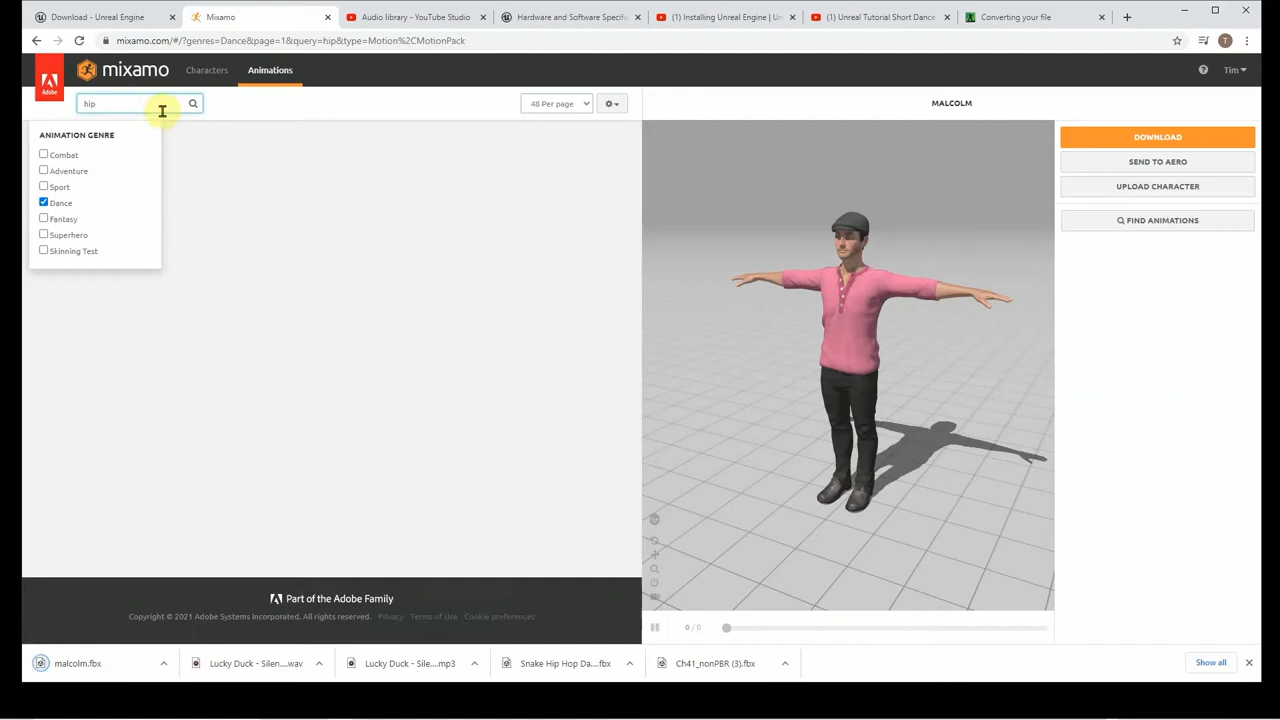 Download - Unreal Engine
Mixamo
Audio library - YouTube Studio
Hardware and Software Specific
(1) Installing Unreal Engine | Un
(1) Unreal Tutorial Short Dance
Converting your file
mixamo.com/#/?genres=Dance&page=1&query=hip&type=Motion%2CMotionPack
T
Adobe
mixamo
Characters
Animations
Tim
hip
48 Per page
MALCOLM
ANIMATION GENRE
Combat
Adventure
Sport
Dance
Fantasy
Superhero
Skinning Test
DOWNLOAD
SEND TO AERO
UPLOAD CHARACTER
FIND ANIMATIONS
Part of the Adobe Family
Copyright © 2021 Adobe Systems Incorporated. All rights reserved. Privacy Terms of Use Cookie preferences
0 / 0
malcolm.fbx
Lucky Duck - Silen....wav
Lucky Duck - Sile....mp3
Snake Hip Hop Da....fbx
Ch41_nonPBR (3).fbx
Show all